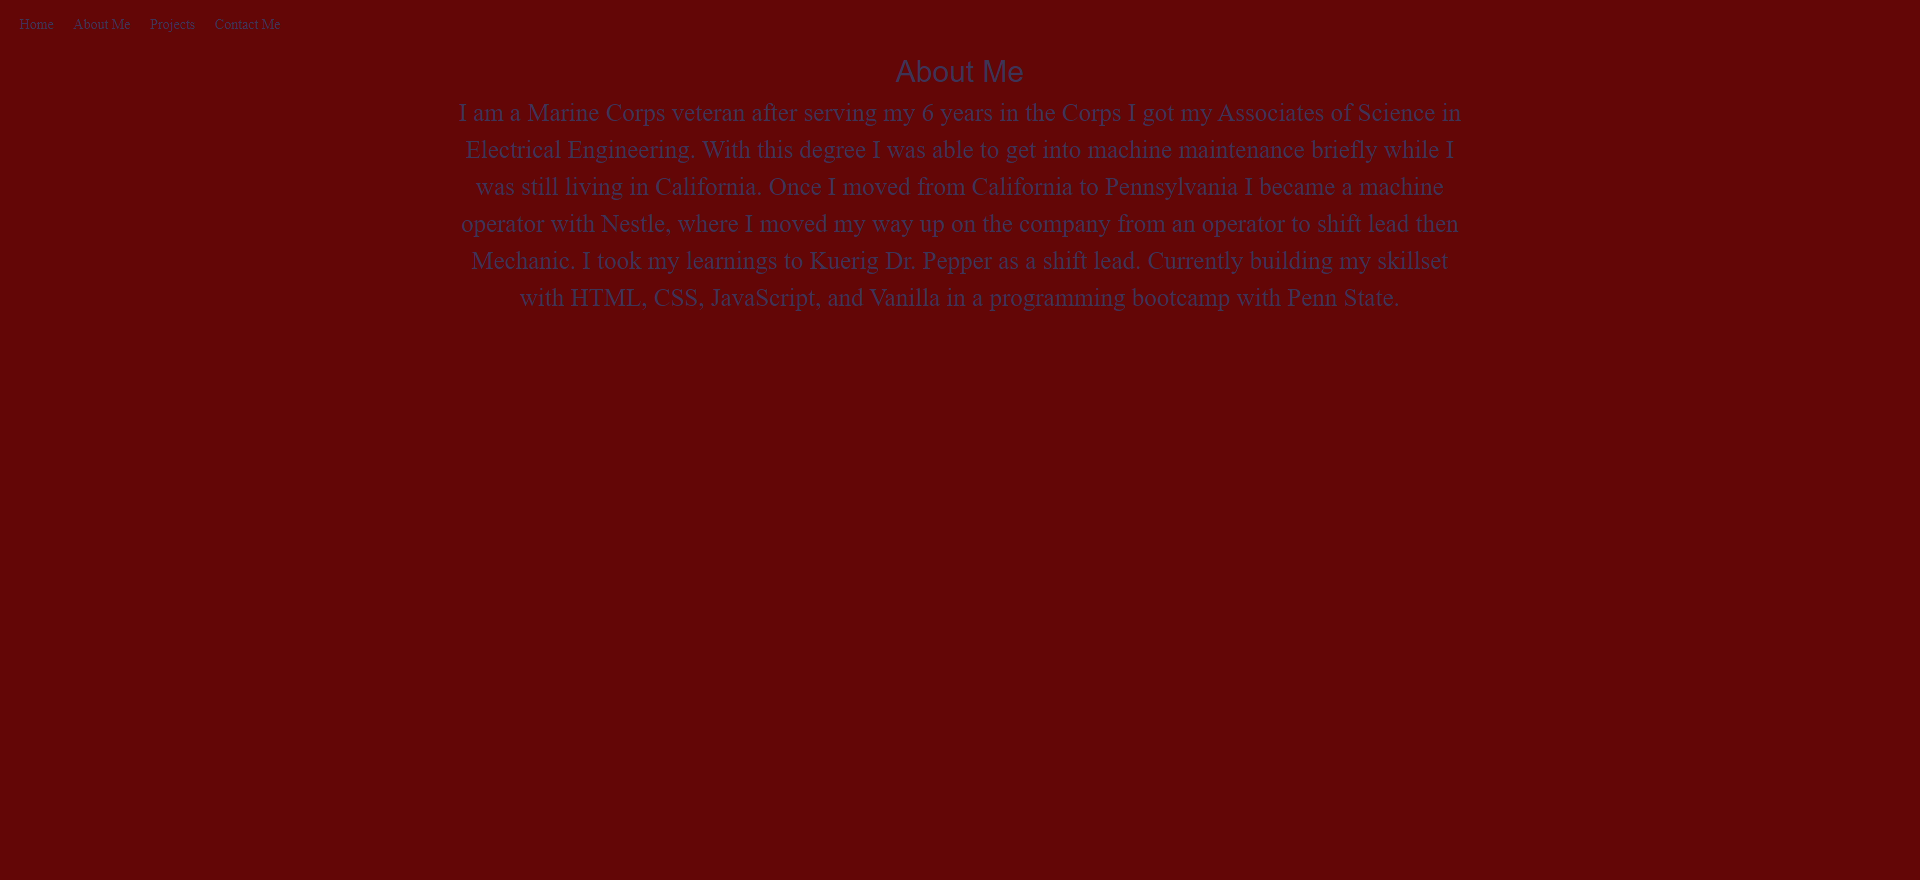 Home About Me Projects Contact Me
About Me
I am a Marine Corps veteran after serving my 6 years in the Corps I got my Associates of Science in
Electrical Engineering. With this degree I was able to get into machine maintenance briefly while I
was still living in California. Once I moved from California to Pennsylvania I became a machine
operator with Nestle, where I moved my way up on the company from an operator to shift lead then
Mechanic. I took my learnings to Kuerig Dr. Pepper as a shift lead. Currently building my skillset
with HTML, CSS, JavaScript, and Vanilla in a programming bootcamp with Penn State.